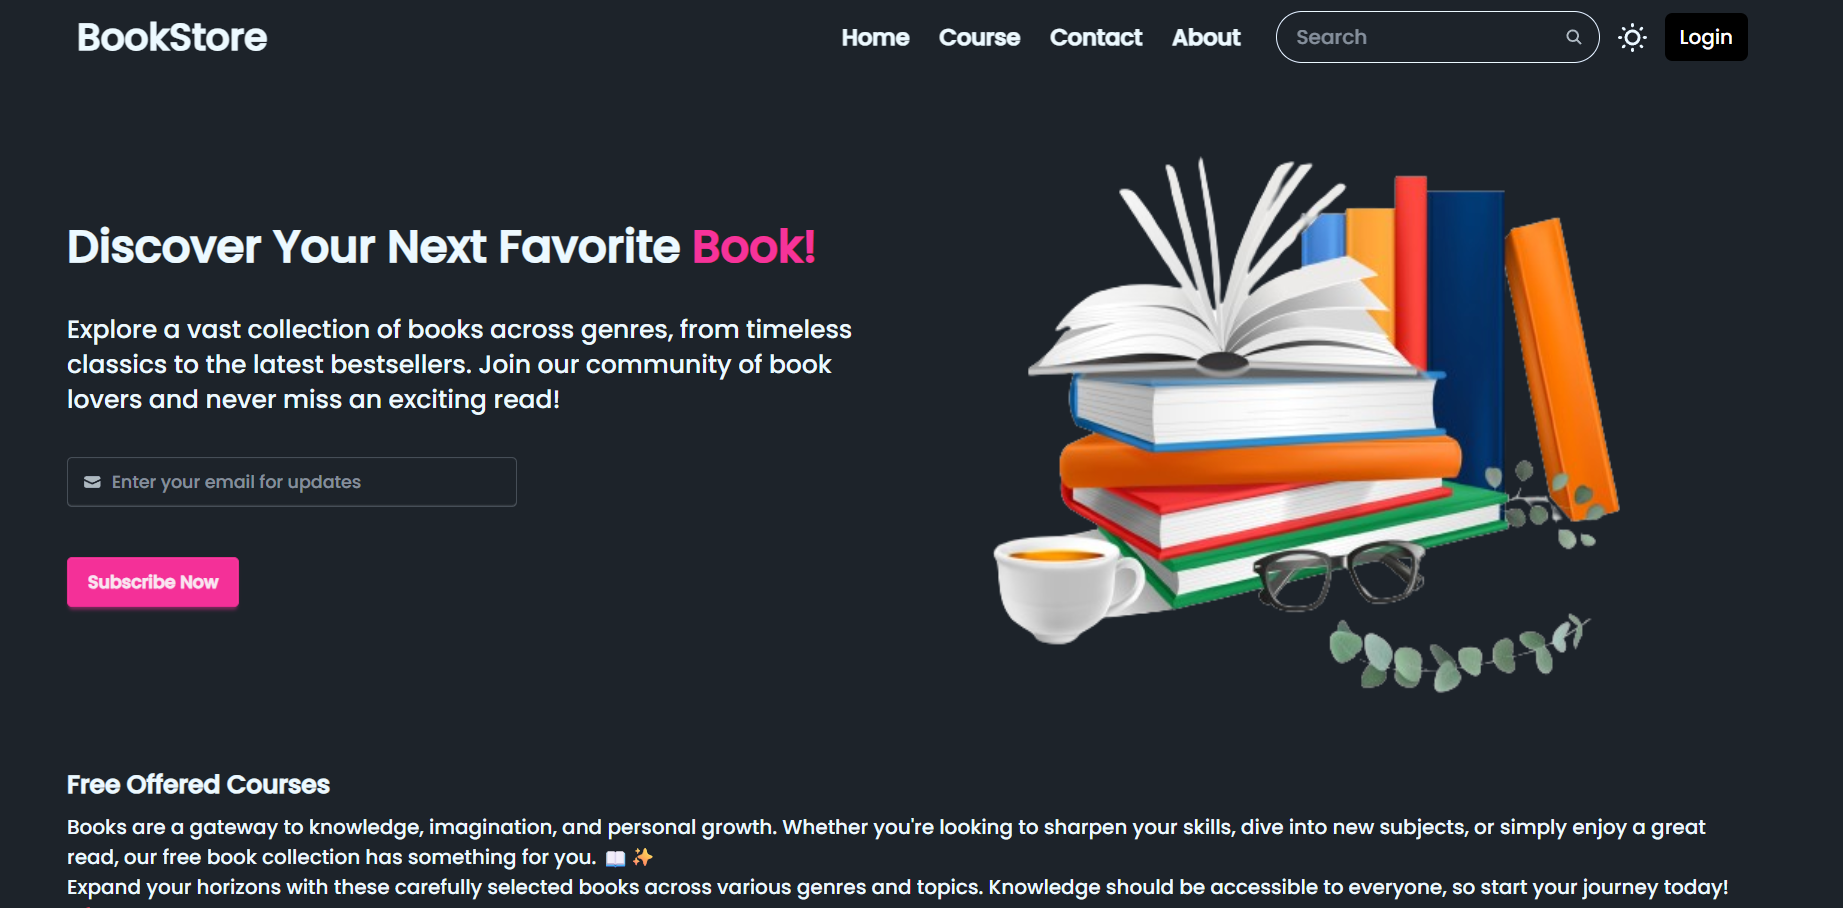 BookStore
Home
Course
Contact
About
Search
Login
Discover Your Next Favorite Book!
Explore a vast collection of books across genres, from timeless
classics to the latest bestsellers. Join our community of book
lovers and never miss an exciting read!
Enter your email for updates
Subscribe Now
Free Offered Courses
Books are a gateway to knowledge, imagination, and personal growth. Whether you're looking to sharpen your skills, dive into new subjects, or simply enjoy a great
read, our free book collection has something for you. 📖 ✨
Expand your horizons with these carefully selected books across various genres and topics. Knowledge should be accessible to everyone, so start your journey today!